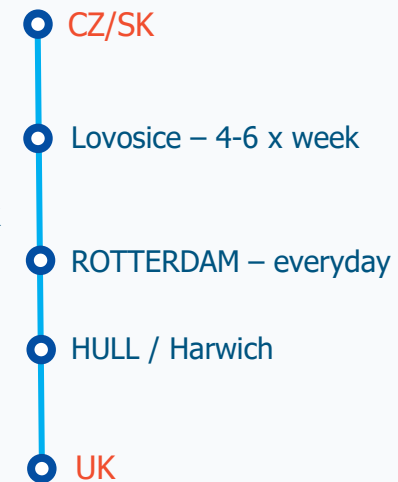 CZ/SK
Lovosice – 4-6 x week
ROTTERDAM – everyday
HULL / Harwich
UK